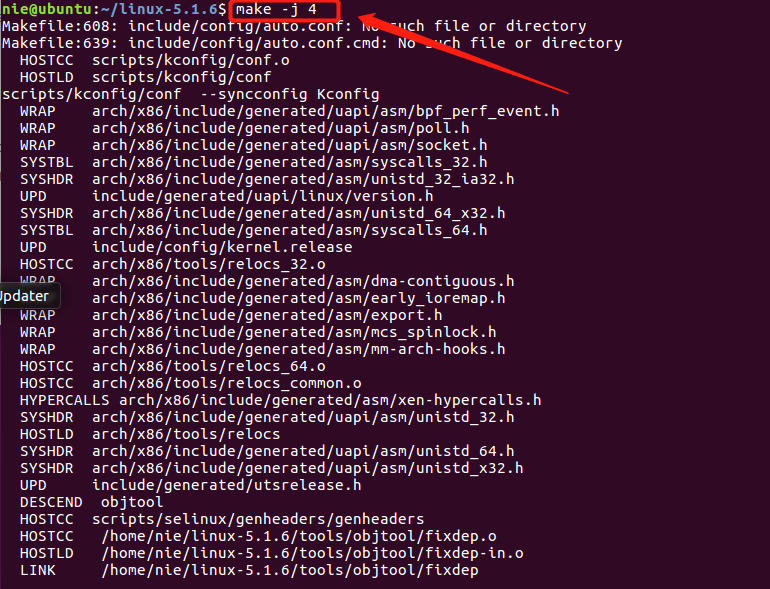 nie@ubuntu:~/linux-5.1.6$ make -j 4
Makefile:608: include/config/auto.conf: No such file or directory
Makefile:639: include/config/auto.conf.cmd: No such file or directory
HOSTCC scripts/kconfig/conf.o
HOSTLD scripts/kconfig/conf
scripts/kconfig/conf --syncconfig Kconfig
WRAP arch/x86/include/generated/uapi/asm/bpf_perf_event.h
WRAP arch/x86/include/generated/uapi/asm/poll.h
WRAP arch/x86/include/generated/uapi/asm/socket.h
SYSTBL arch/x86/include/generated/asm/syscalls_32.h
SYSHDR arch/x86/include/generated/asm/unistd_32_ia32.h
UPD include/generated/uapi/linux/version.h
SYSHDR arch/x86/include/generated/asm/unistd_64_x32.h
SYSTBL arch/x86/include/generated/asm/syscalls_64.h
UPD include/config/kernel.release
HOSTCC arch/x86/tools/relocs_32.o
WRAP arch/x86/include/generated/asm/dma-contiguous.h
Updater
arch/x86/include/generated/asm/early_ioremap.h
WRAP arch/x86/include/generated/asm/export.h
WRAP arch/x86/include/generated/asm/mcs_spinlock.h
WRAP arch/x86/include/generated/asm/mm-arch-hooks.h
HOSTCC arch/x86/tools/relocs_64.o
HOSTCC arch/x86/tools/relocs_common.o
HYPERCALLS arch/x86/include/generated/asm/xen-hypercalls.h
SYSHDR arch/x86/include/generated/uapi/asm/unistd_32.h
HOSTLD arch/x86/tools/relocs
SYSHDR arch/x86/include/generated/uapi/asm/unistd_64.h
SYSHDR arch/x86/include/generated/uapi/asm/unistd_x32.h
UPD include/generated/utsrelease.h
DESCEND objtool
HOSTCC scripts/selinux/genheaders/genheaders
HOSTCC /home/nie/linux-5.1.6/tools/objtool/fixdep.o
HOSTLD /home/nie/linux-5.1.6/tools/objtool/fixdep-in.o
LINK /home/nie/linux-5.1.6/tools/objtool/fixdep